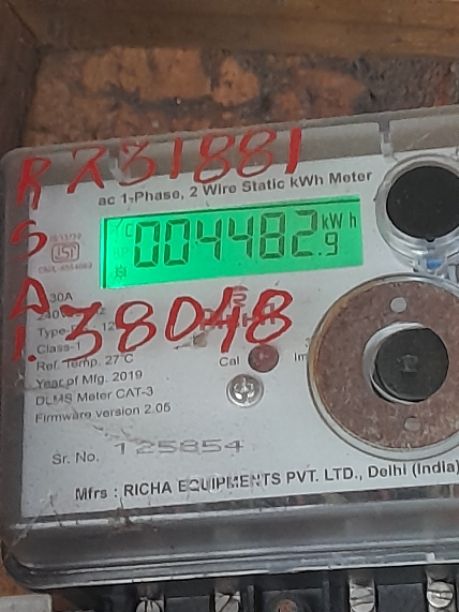 RX31881
ac 1-Phase, 2 Wire Static kWh Meter
004482.9 kWh
38048
30A
Class-1
Ref. Temp. 27°C
Cal
Year of Mfg. 2019
DLMS Meter CAT-3
Firmware version 2.05
Sr. No. 125854
Mfrs : RICHA EQUIPMENTS PVT. LTD., Delhi (India)